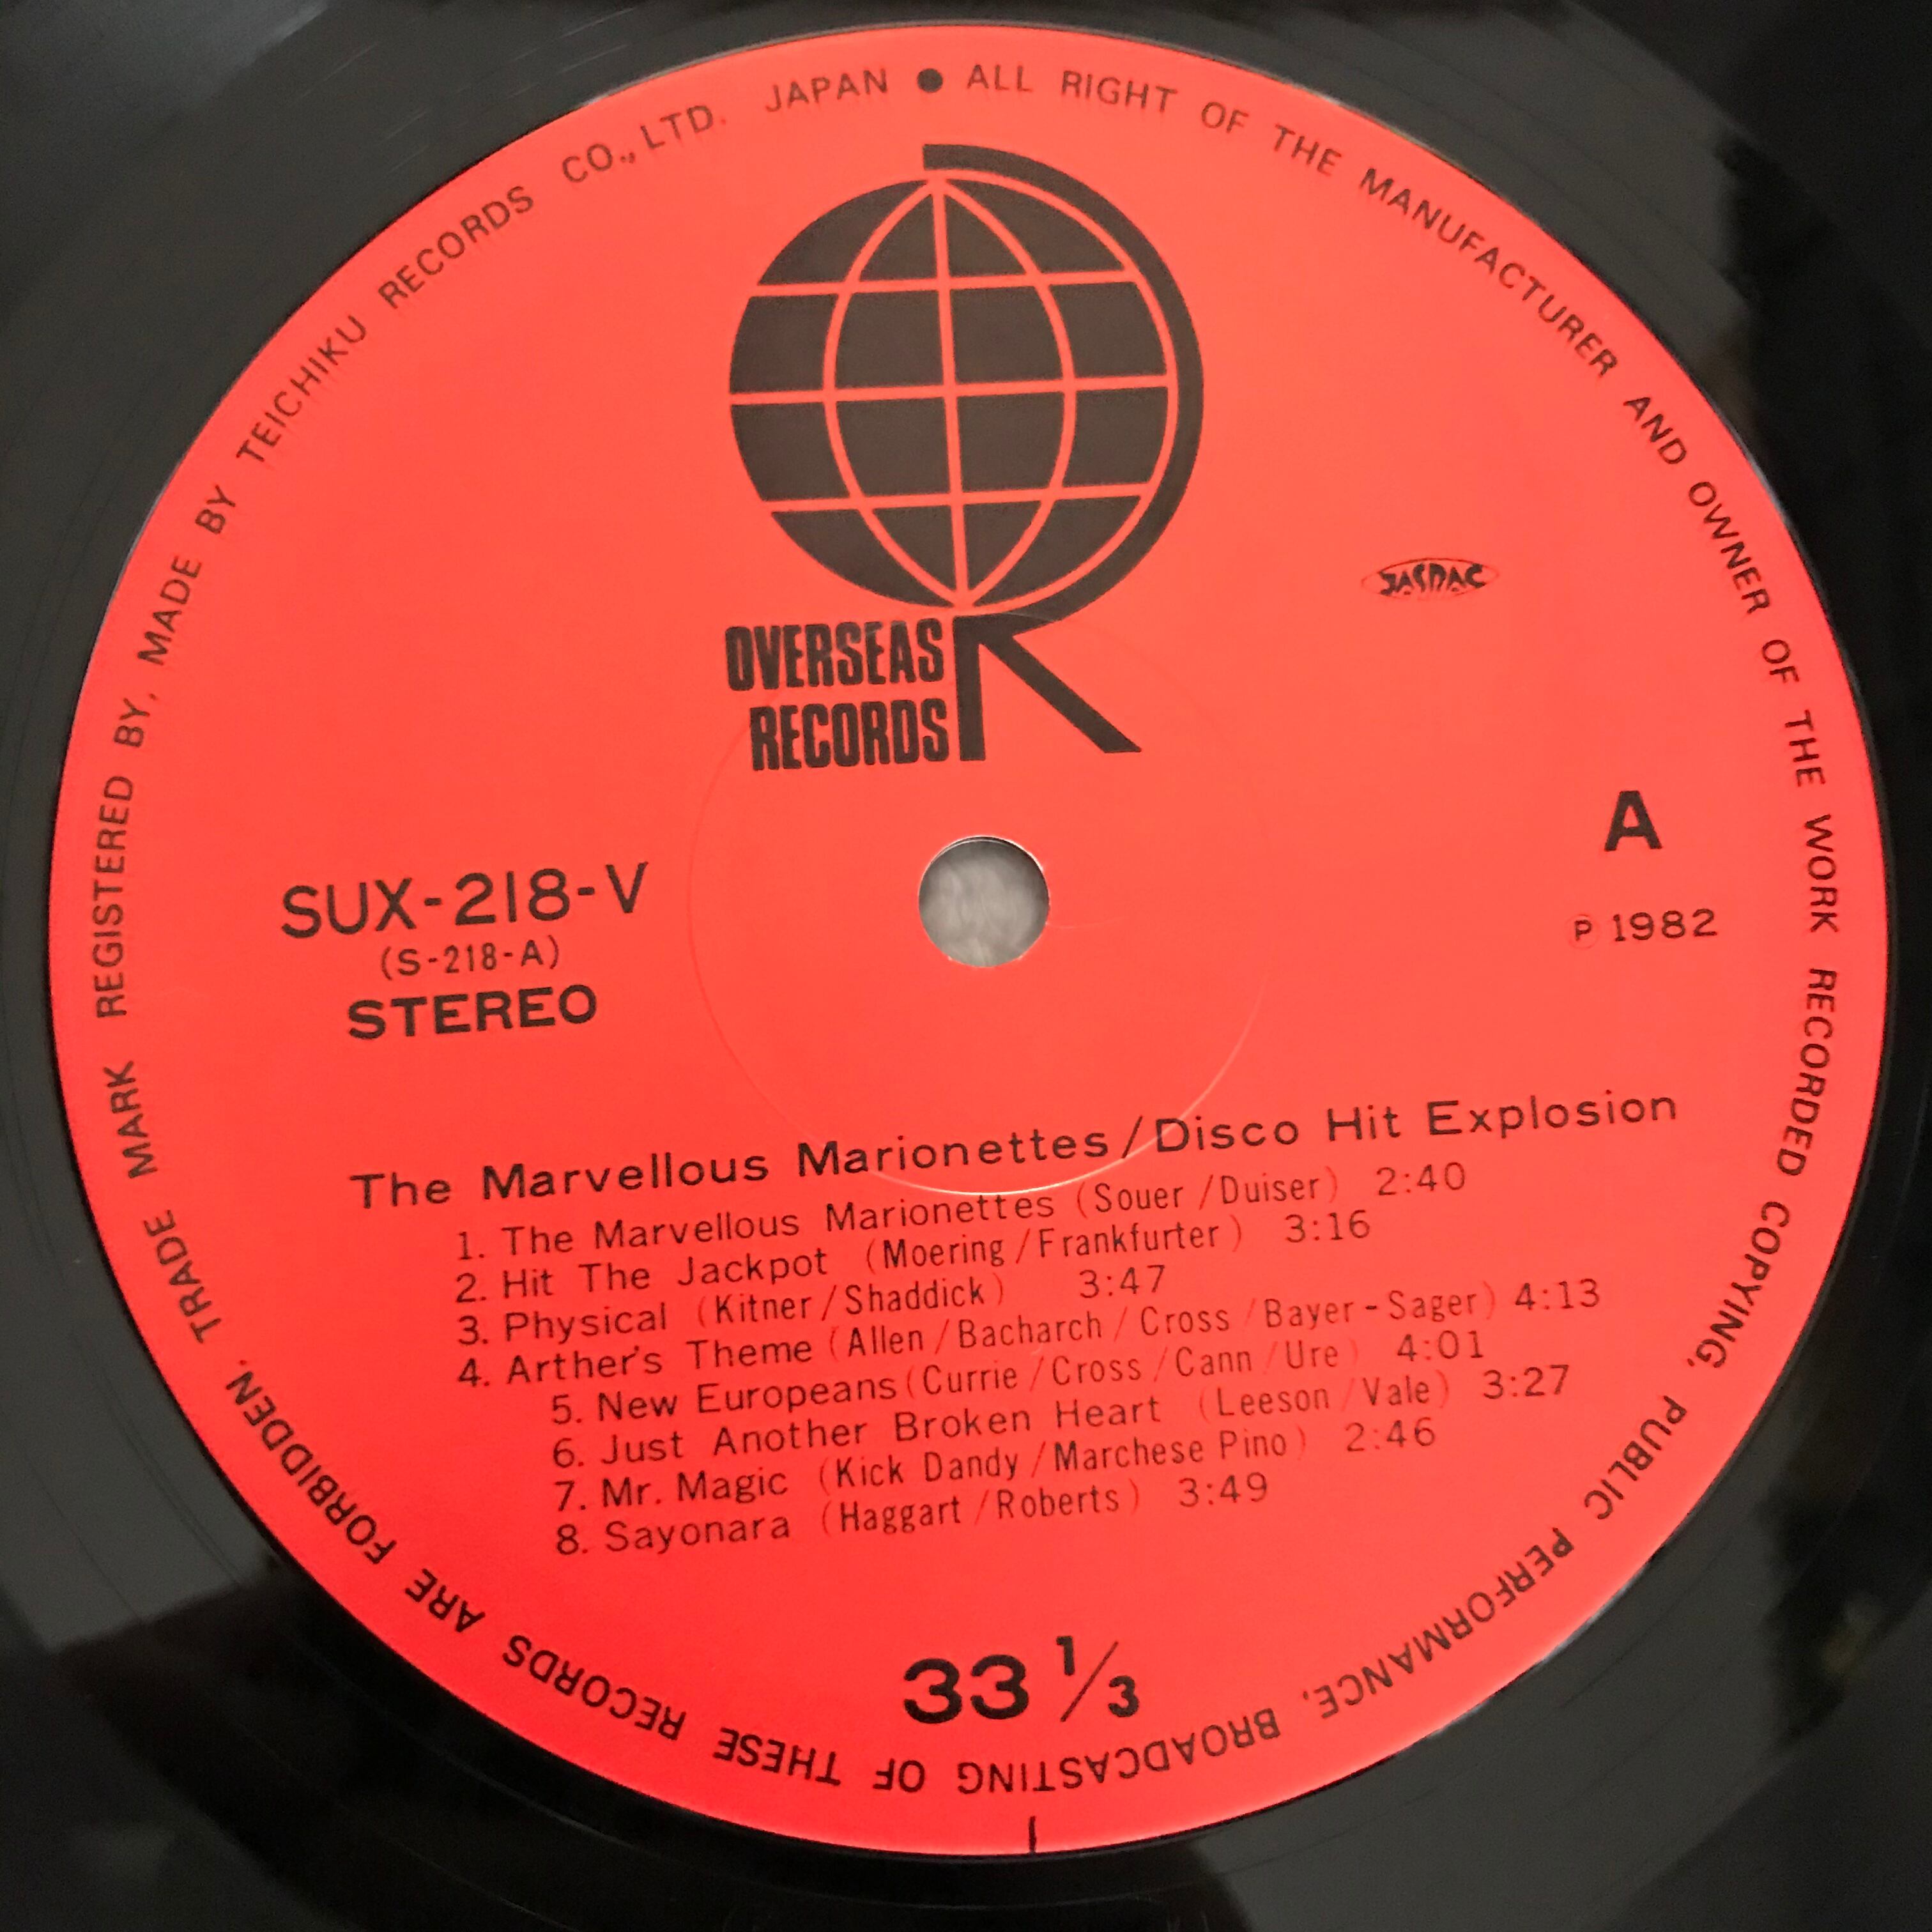 TRADE MARK REGISTERED BY, MADE BY TEICHIKU RECORDS CO., LTD. JAPAN ● ALL RIGHT OF THE MANUFACTURER AND OWNER OF THE WORK RECORDED COPYING, PUBLIC PERFORMANCE, BROADCASTING OF THESE RECORDS ARE FORBIDDEN.
OVERSEAS
RECORDS
R
JASRAC
A
℗ 1982
SUX-218-V
(S-218-A)
STEREO
The Marvellous Marionettes/Disco Hit Explosion
1. The Marvellous Marionettes (Souer/Duiser) 2:40
2. Hit The Jackpot (Moering/Frankfurter) 3:16
3. Physical (Kitner/Shaddick) 3:47
4. Arther's Theme (Allen/Bacharch/Cross/Bayer-Sager) 4:13
5. New Europeans (Currie/Cross/Cann/Ure) 4:01
6. Just Another Broken Heart (Leeson/Vale) 3:27
7. Mr. Magic (Kick Dandy/Marchese Pino) 2:46
8. Sayonara (Haggart/Roberts) 3:49
33 1/3